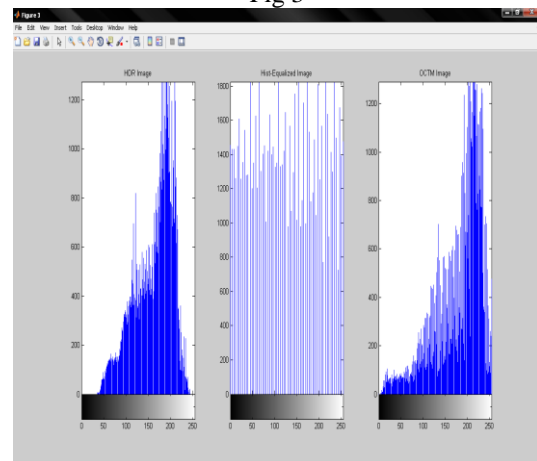 Fig 3
Figure 3
File Edit View Insert Tools Desktop Window Help
HDR Image
1200
1000
800
600
400
200
0
0 50 100 150 200 250
Hist-Equalized Image
1800
1600
1400
1200
1000
800
600
400
200
0
0 50 100 150 200 250
OCTM Image
1200
1000
800
600
400
200
0
0 50 100 150 200 250